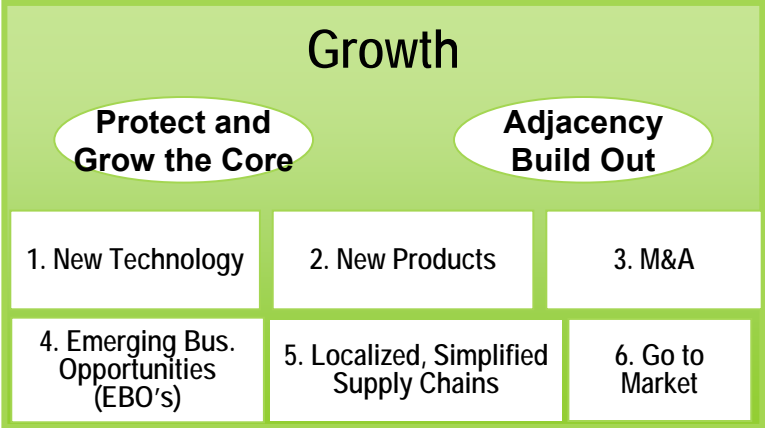 Growth
Protect and
Grow the Core
Adjacency
Build Out
1. New Technology
2. New Products
3. M&A
4. Emerging Bus.
Opportunities
(EBO's)
5. Localized, Simplified
Supply Chains
6. Go to
Market